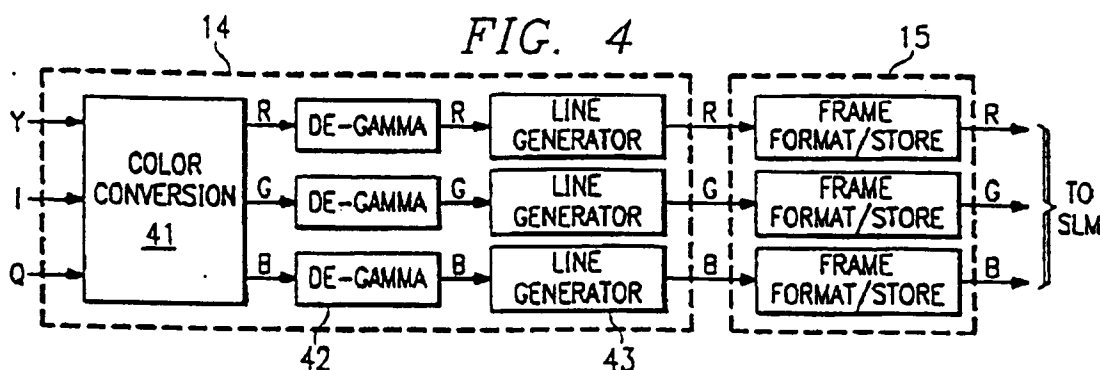 FIG. 4
14
15
Y
I
Q
COLOR
CONVERSION
41
R
DE-GAMMA
R
LINE
GENERATOR
R
FRAME
FORMAT/STORE
R
G
DE-GAMMA
G
LINE
GENERATOR
G
FRAME
FORMAT/STORE
G
B
DE-GAMMA
B
LINE
GENERATOR
B
FRAME
FORMAT/STORE
B
TO
SLM
42
43